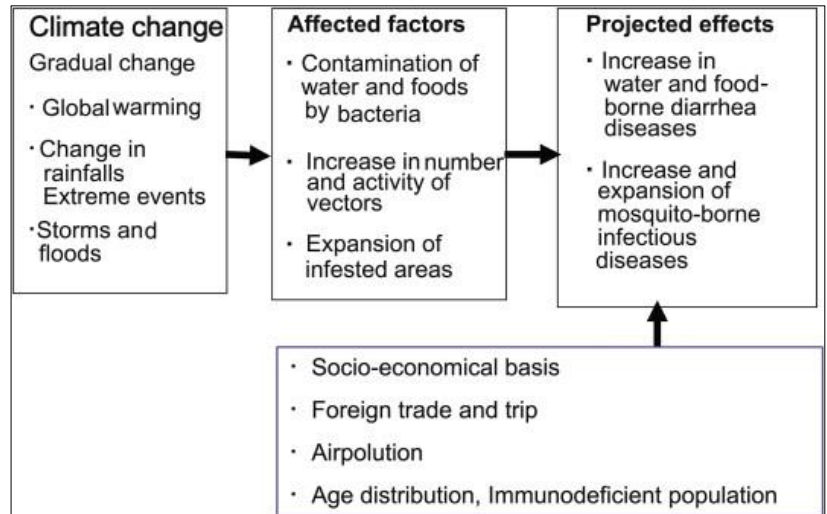 Climate change
Gradual change
· Global warming
· Change in
rainfalls
Extreme events
· Storms and
floods
Affected factors
· Contamination of
water and foods
by bacteria
· Increase in number
and activity of
vectors
· Expansion of
infested areas
Projected effects
· Increase in
water and food-
borne diarrhea
diseases
· Increase and
expansion of
mosquito-borne
infectious
diseases
· Socio-economical basis
· Foreign trade and trip
· Airpolution
· Age distribution, Immunodeficient population